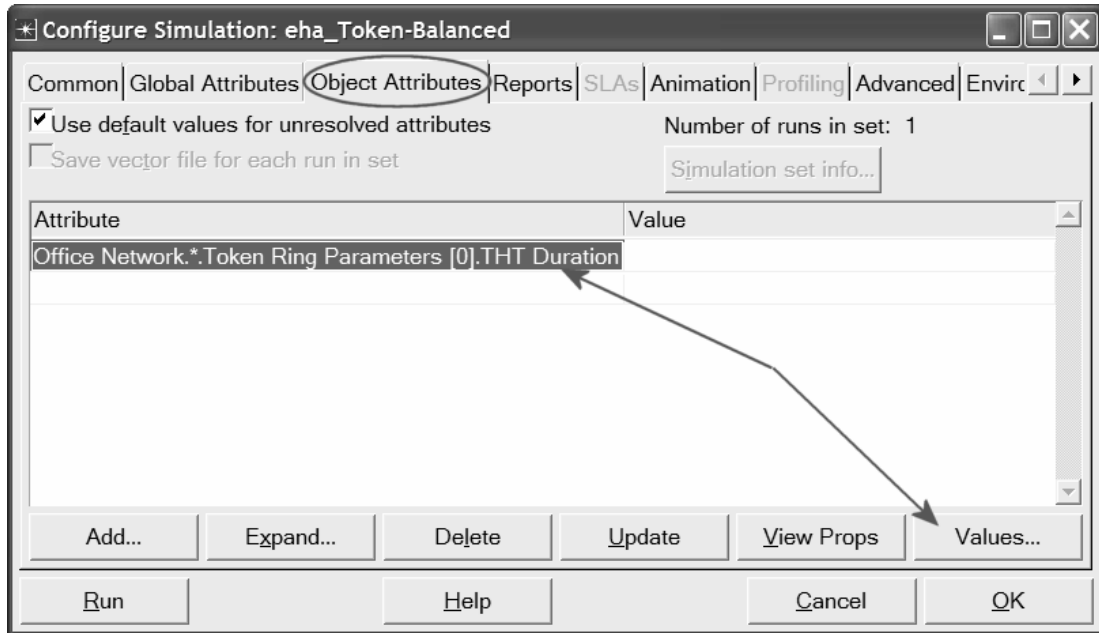 Configure Simulation: eha_Token-Balanced
Common Global Attributes Object Attributes Reports SLAs Animation Profiling Advanced Envirc
Use default values for unresolved attributes Number of runs in set: 1
Save vector file for each run in set Simulation set info...
Attribute Value
Office Network.*.Token Ring Parameters [0].THT Duration
Add... Expand... Delete Update View Props Values...
Run Help Cancel OK